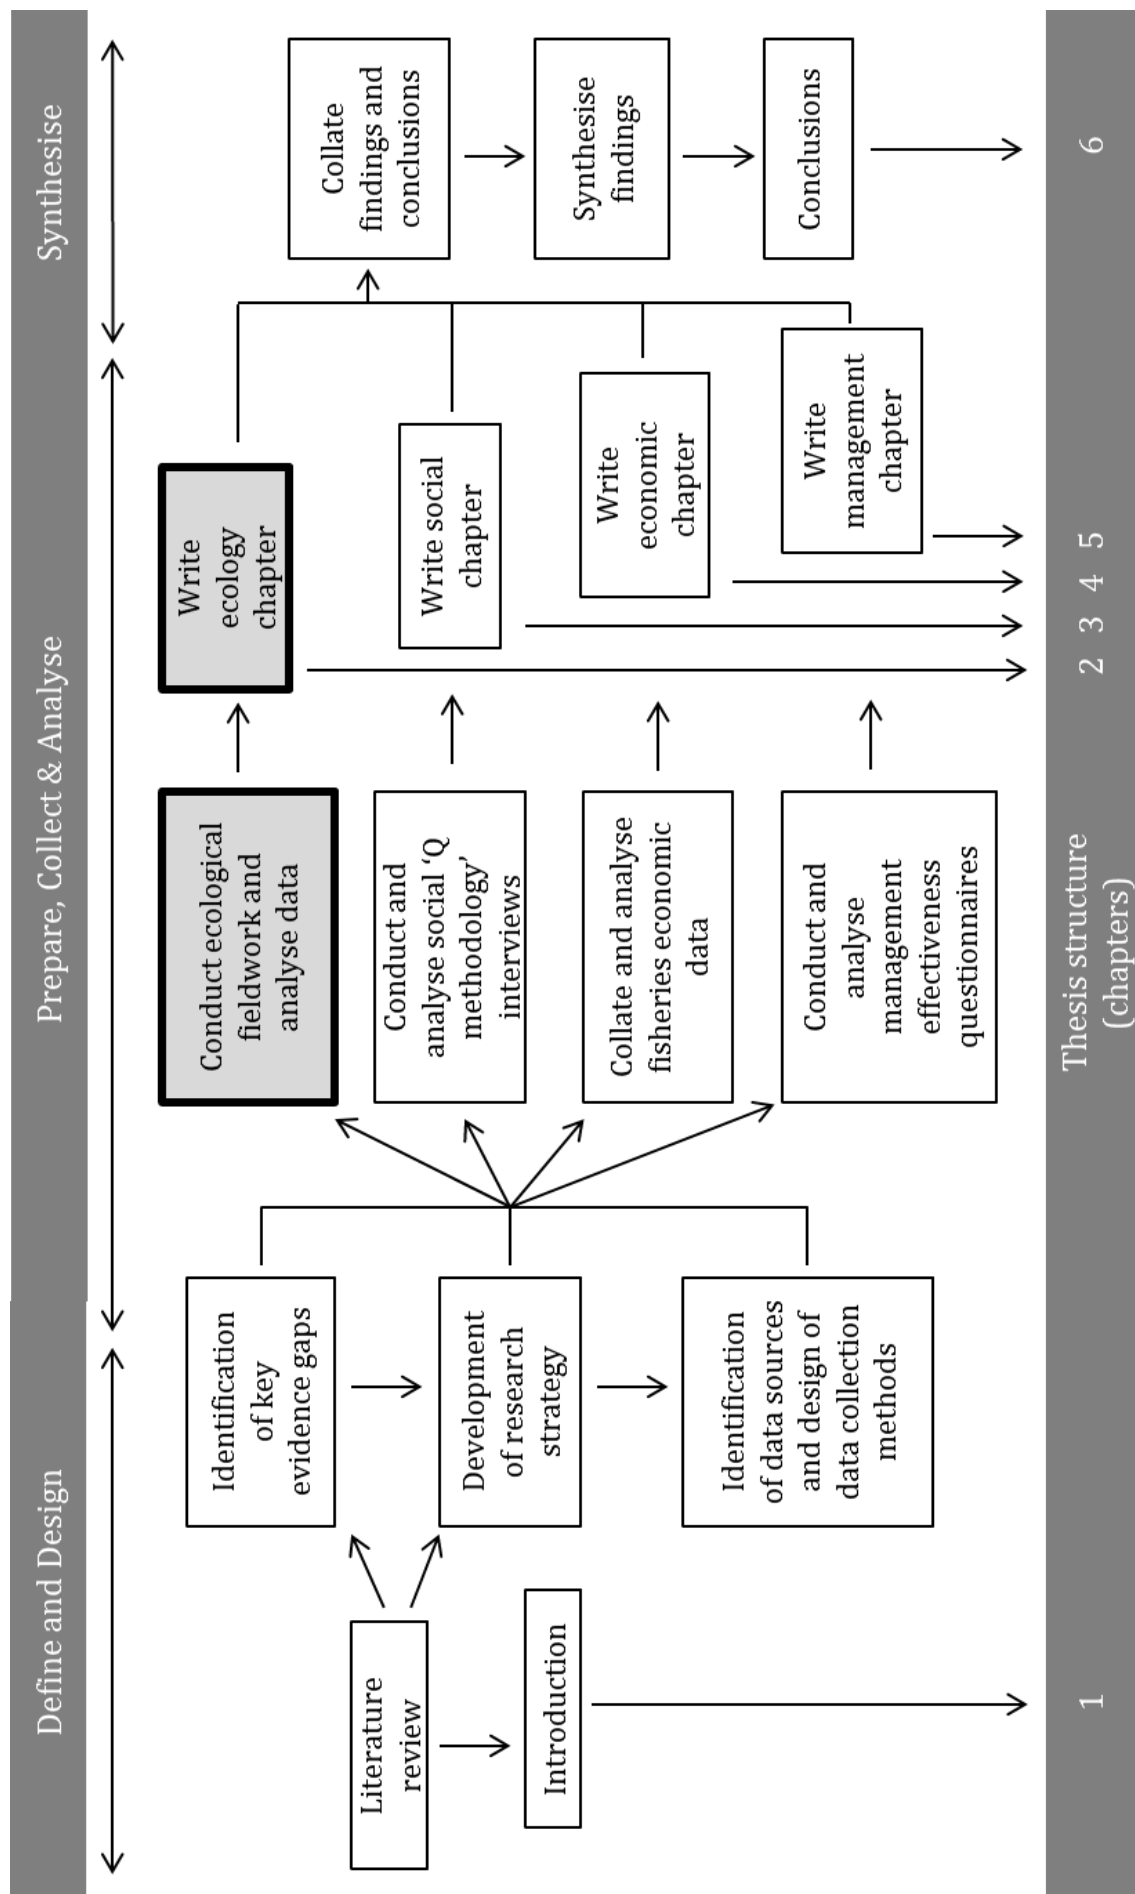 Define and Design
Prepare, Collect & Analyse
Synthesise
Literature
review
Introduction
Identification
of key
evidence gaps
Development
of research
strategy
Identification
of data sources
and design of
data collection
methods
Conduct ecological
fieldwork and
analyse data
Conduct and
analyse social ‘Q
methodology’
interviews
Collate and analyse
fisheries economic
data
Conduct and
analyse
management
effectiveness
questionnaires
Write
ecology
chapter
Write social
chapter
Write
economic
chapter
Write
management
chapter
Collate
findings and
conclusions
Synthesise
findings
Conclusions
1
Thesis structure
(chapters)
2 3 4 5
6